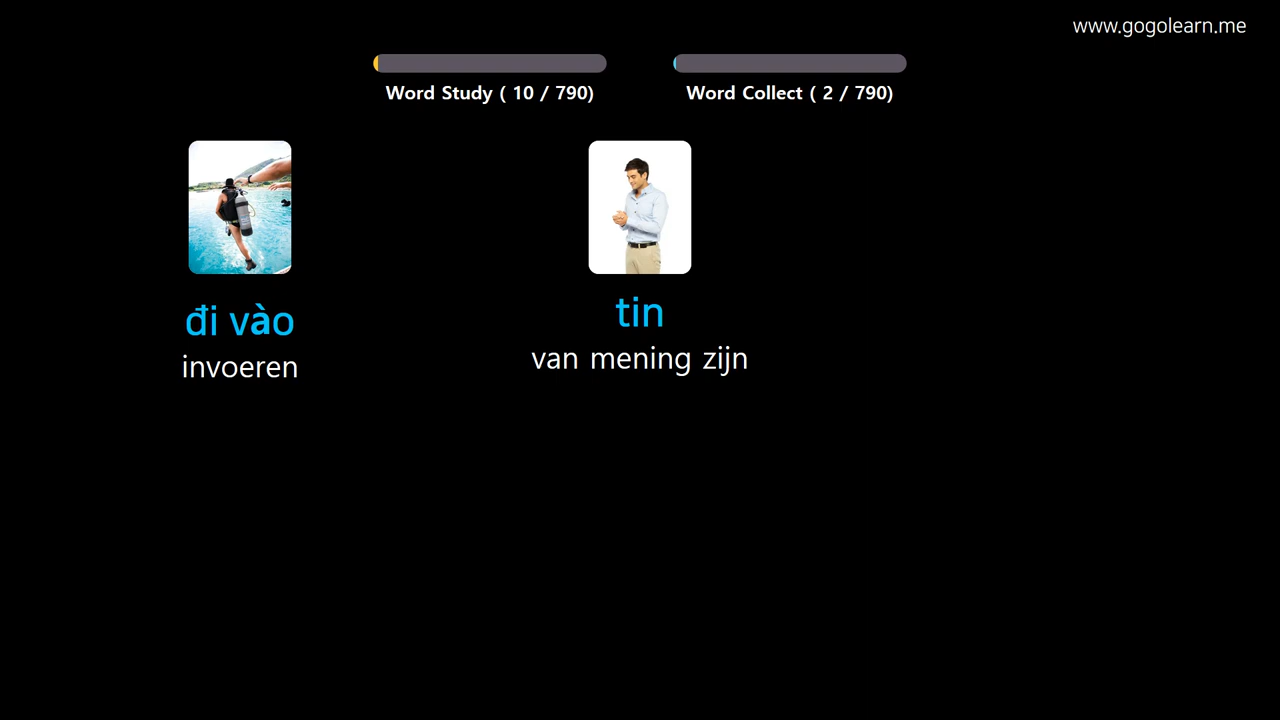 www.gogolearn.me
Word Study ( 10 / 790)
Word Collect ( 2 / 790)
đi vào
invoeren
tin
van mening zijn